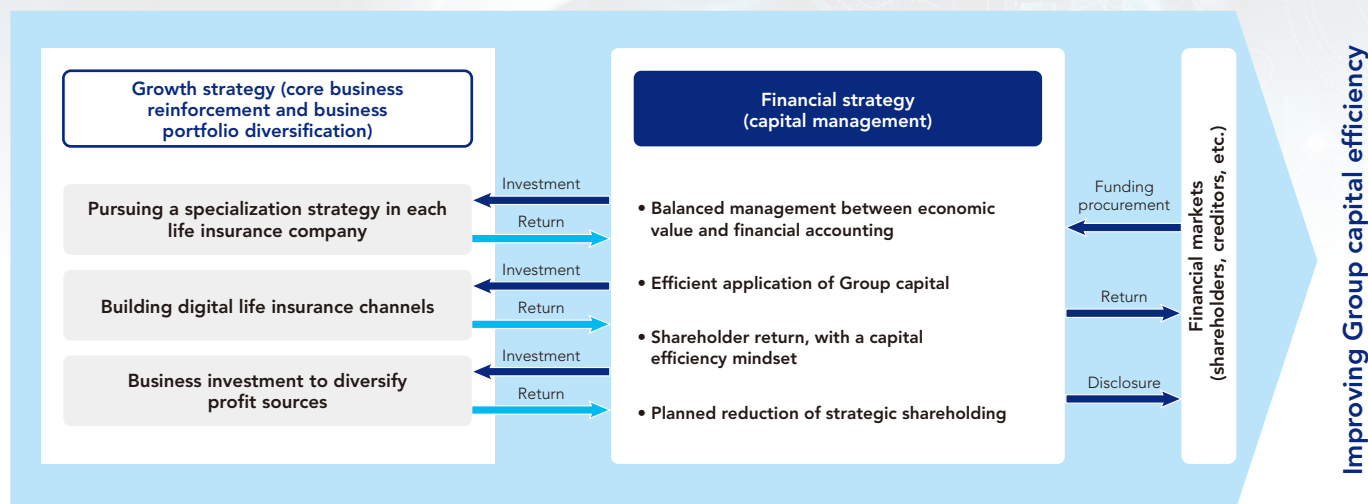 Growth strategy (core business
reinforcement and business
portfolio diversification)
Pursuing a specialization strategy in each
life insurance company
Building digital life insurance channels
Business investment to diversify
profit sources
Investment
Return
Investment
Return
Investment
Return
Financial strategy
(capital management)
• Balanced management between economic
value and financial accounting
• Efficient application of Group capital
• Shareholder return, with a capital
efficiency mindset
• Planned reduction of strategic shareholding
Funding
procurement
Return
Disclosure
Financial markets
(shareholders, creditors, etc.)
Improving Group capital efficiency